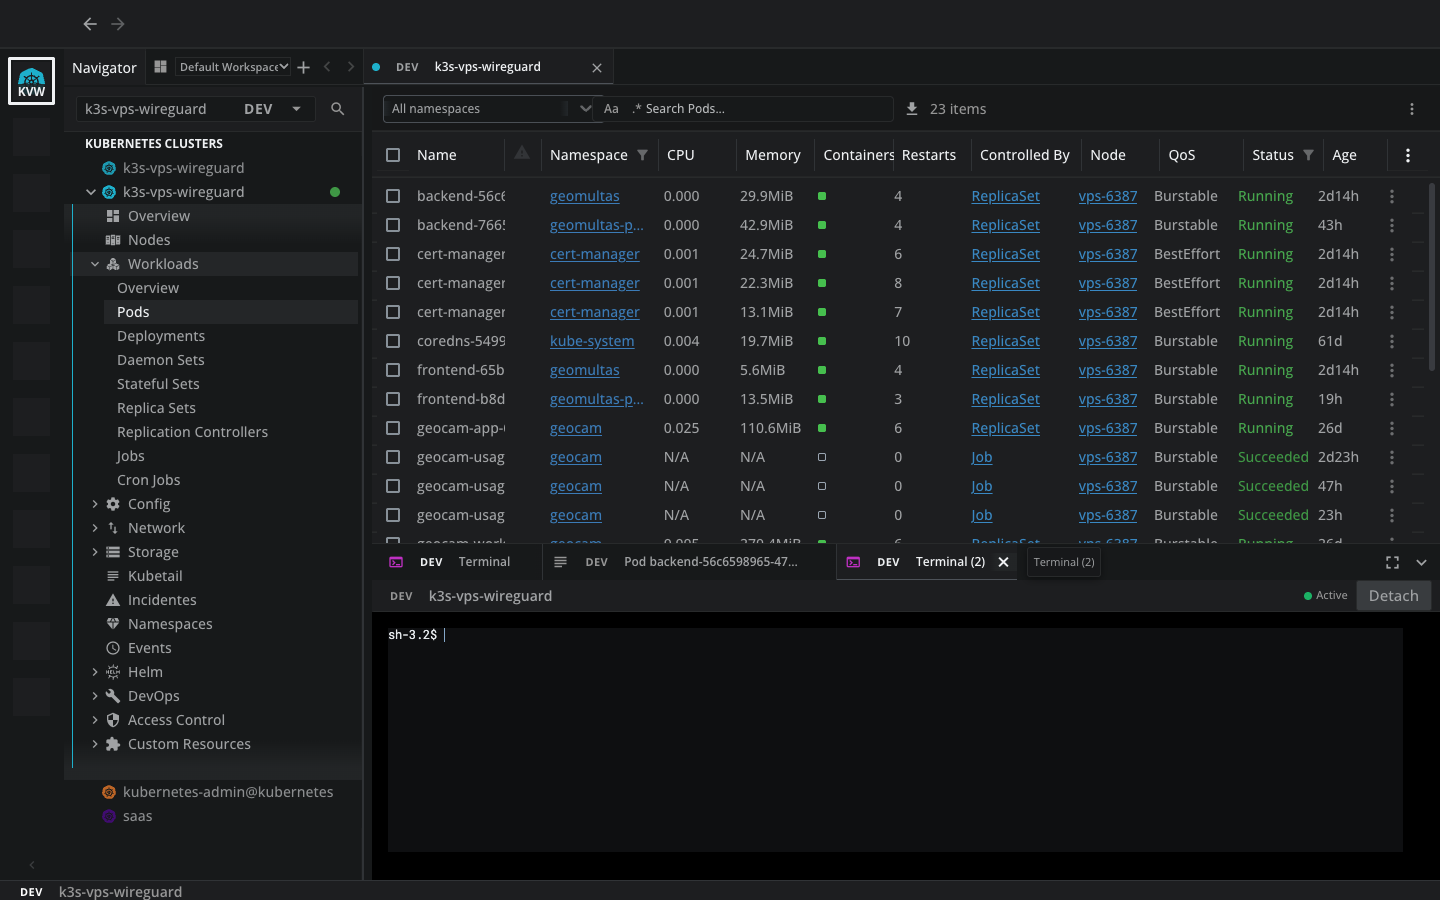 KVW
Navigator
Default Workspace
DEV k3s-vps-wireguard
k3s-vps-wireguard DEV
KUBERNETES CLUSTERS
k3s-vps-wireguard
k3s-vps-wireguard
Overview
Nodes
Workloads
Overview
Pods
Deployments
Daemon Sets
Stateful Sets
Replica Sets
Replication Controllers
Jobs
Cron Jobs
Config
Network
Storage
Kubetail
Incidentes
Namespaces
Events
Helm
DevOps
Access Control
Custom Resources
kubernetes-admin@kubernetes
saas
All namespaces Aa .* Search Pods... 23 items
Name Namespace CPU Memory Containers Restarts Controlled By Node QoS Status Age
backend-56c6 geomultas 0.000 29.9MiB 4 ReplicaSet vps-6387 Burstable Running 2d14h
backend-7665 geomultas-p... 0.000 42.9MiB 4 ReplicaSet vps-6387 Burstable Running 43h
cert-manager cert-manager 0.001 24.7MiB 6 ReplicaSet vps-6387 BestEffort Running 2d14h
cert-manager cert-manager 0.001 22.3MiB 8 ReplicaSet vps-6387 BestEffort Running 2d14h
cert-manager cert-manager 0.001 13.1MiB 7 ReplicaSet vps-6387 BestEffort Running 2d14h
coredns-5499 kube-system 0.004 19.7MiB 10 ReplicaSet vps-6387 Burstable Running 61d
frontend-65b geomultas 0.000 5.6MiB 4 ReplicaSet vps-6387 Burstable Running 2d14h
frontend-b8d geomultas-p... 0.000 13.5MiB 3 ReplicaSet vps-6387 Burstable Running 19h
geocam-app- geocam 0.025 110.6MiB 6 ReplicaSet vps-6387 Burstable Running 26d
geocam-usag geocam N/A N/A 0 Job vps-6387 Burstable Succeeded 2d23h
geocam-usag geocam N/A N/A 0 Job vps-6387 Burstable Succeeded 47h
geocam-usag geocam N/A N/A 0 Job vps-6387 Burstable Succeeded 23h
DEV Terminal DEV Pod backend-56c6598965-47... DEV Terminal (2) Terminal (2)
DEV k3s-vps-wireguard Active Detach
sh-3.2$
DEV k3s-vps-wireguard